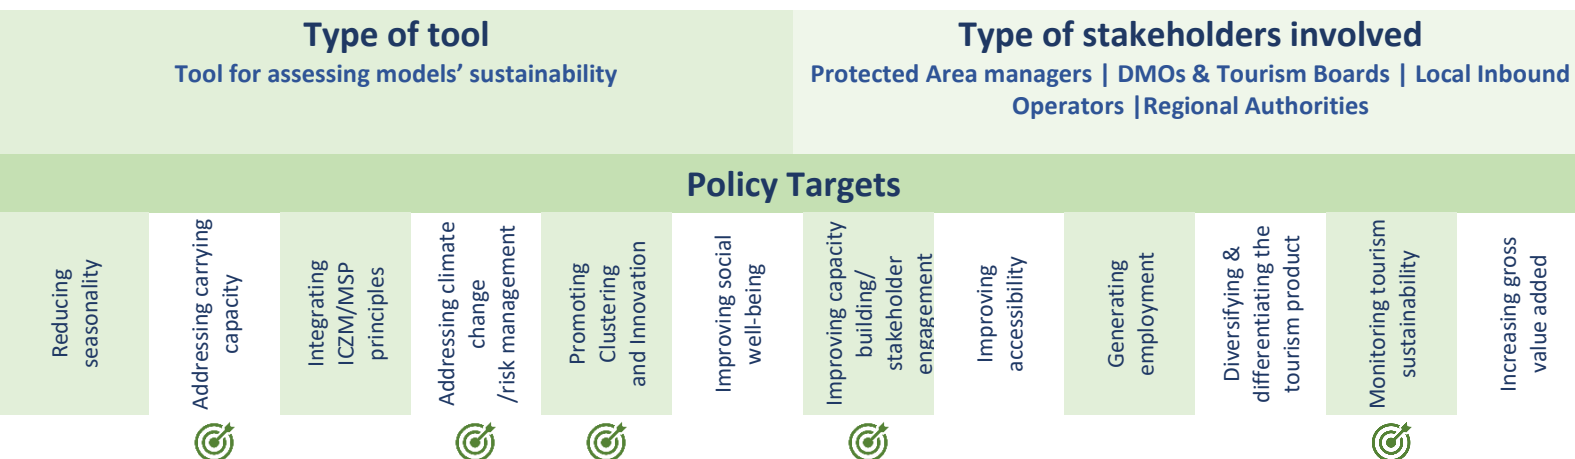 Type of tool
Tool for assessing models’ sustainability
Type of stakeholders involved
Protected Area managers | DMOs & Tourism Boards | Local Inbound
Operators |Regional Authorities
Policy Targets
Reducing
seasonality
Addressing carrying
capacity
Integrating
ICZM/MSP
principles
Addressing climate
change
/risk management
Promoting
Clustering
and Innovation
Improving social
well-being
Improving capacity
building/
stakeholder
engagement
Improving
accessibility
Generating
employment
Diversifying &
differentiating the
tourism product
Monitoring tourism
sustainability
Increasing gross
value added